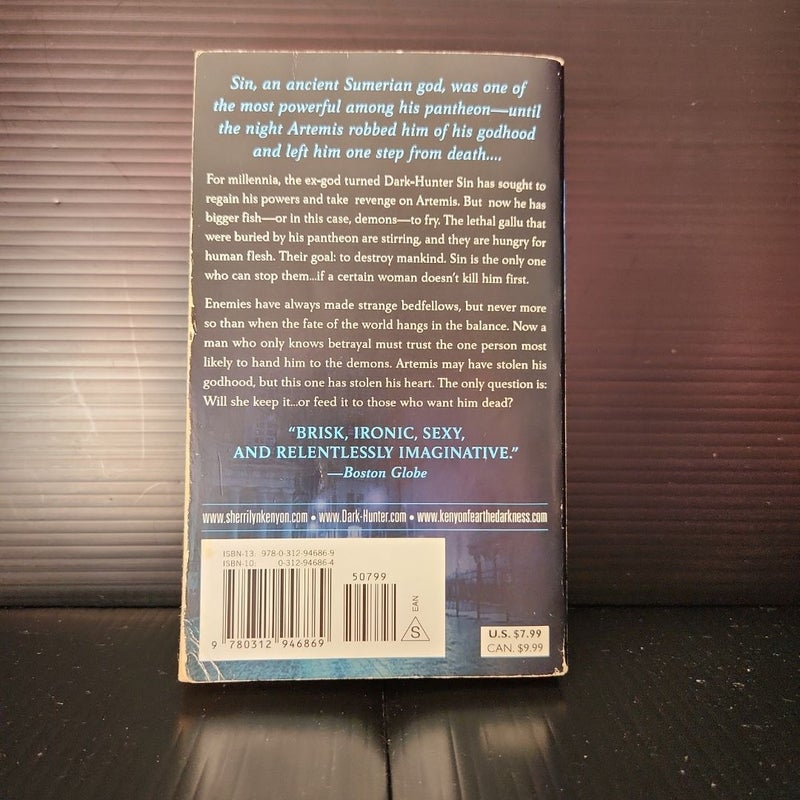 Sin, an ancient Sumerian god, was one of
the most powerful among his pantheon—until
the night Artemis robbed him of his godhood
and left him one step from death....
For millennia, the ex-god turned Dark-Hunter Sin has sought to
regain his powers and take revenge on Artemis. But now he has
bigger fish—or in this case, demons—to fry. The lethal gallu that
were buried by his pantheon are stirring, and they are hungry for
human flesh. Their goal: to destroy mankind. Sin is the only one
who can stop them...if a certain woman doesn't kill him first.
Enemies have always made strange bedfellows, but never more
so than when the fate of the world hangs in the balance. Now a
man who only knows betrayal must trust the one person most
likely to hand him to the demons. Artemis may have stolen his
godhood, but this one has stolen his heart. The only question is:
Will she keep it...or feed it to those who want him dead?
“BRISK, IRONIC, SEXY,
AND RELENTLESSLY IMAGINATIVE.”
—Boston Globe
www.sherrilynkenyon.com • www.Dark-Hunter.com • www.kenyonfearthedarkness.com
ISBN-13: 978-0-312-94686-9
ISBN-10: 0-312-94686-4
50799
EAN
S
9 780312 946869
U.S. $7.99
CAN. $9.99